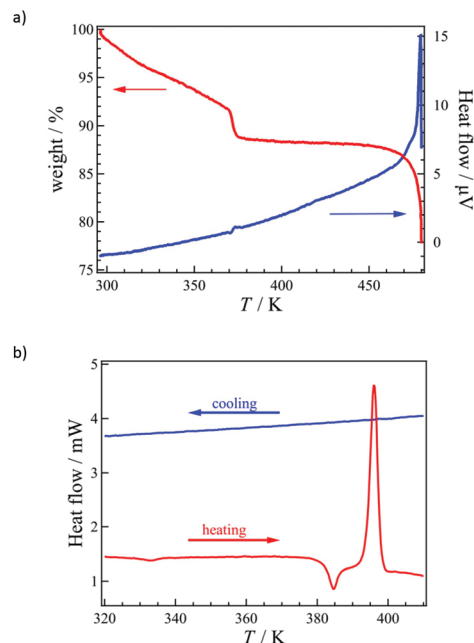 a)
100
95
90
85
80
75
weight / %
15
10
5
0
Heat flow / µV
300
350
400
450
T / K
b)
5
4
3
2
1
Heat flow / mW
cooling
heating
320
340
360
380
400
T / K